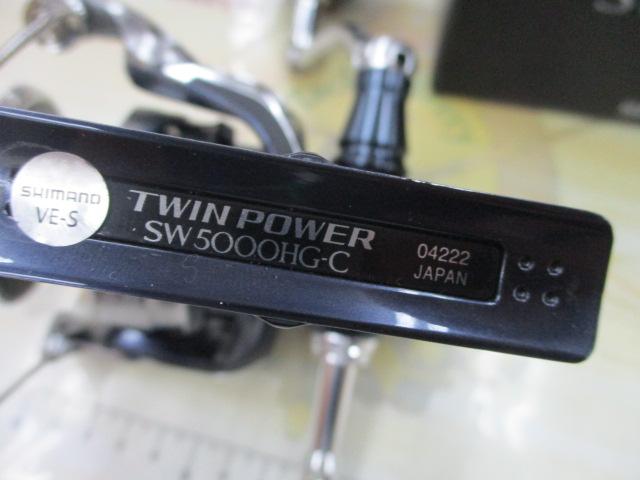 SHIMANO
VE-S
TWIN POWER
SW5000HG-C
04222
JAPAN